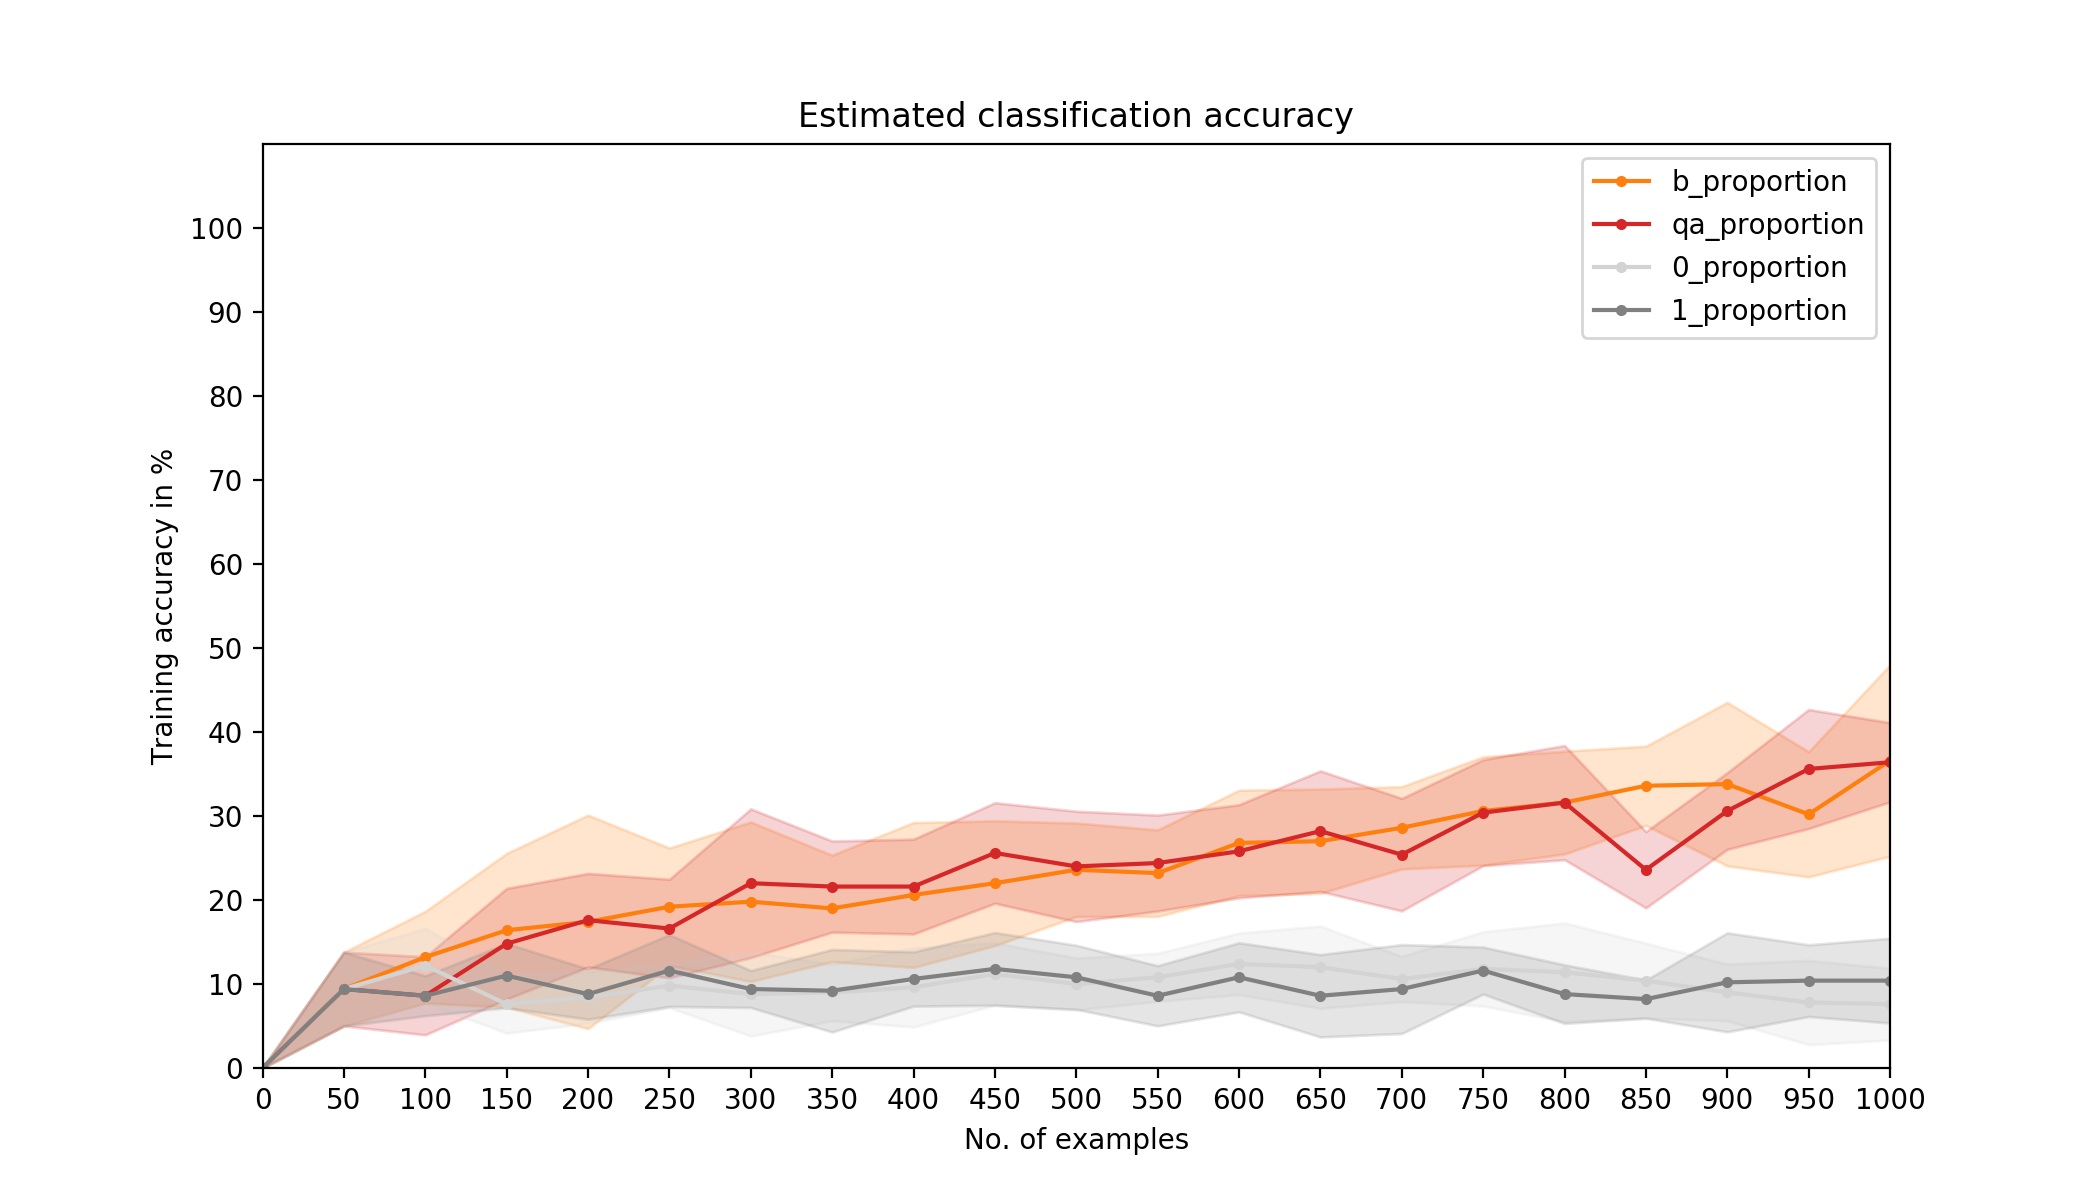 Estimated classification accuracy
b_proportion
qa_proportion
0_proportion
1_proportion
100
90
80
70
60
50
40
30
20
10
0
Training accuracy in %
0 50 100 150 200 250 300 350 400 450 500 550 600 650 700 750 800 850 900 950 1000
No. of examples